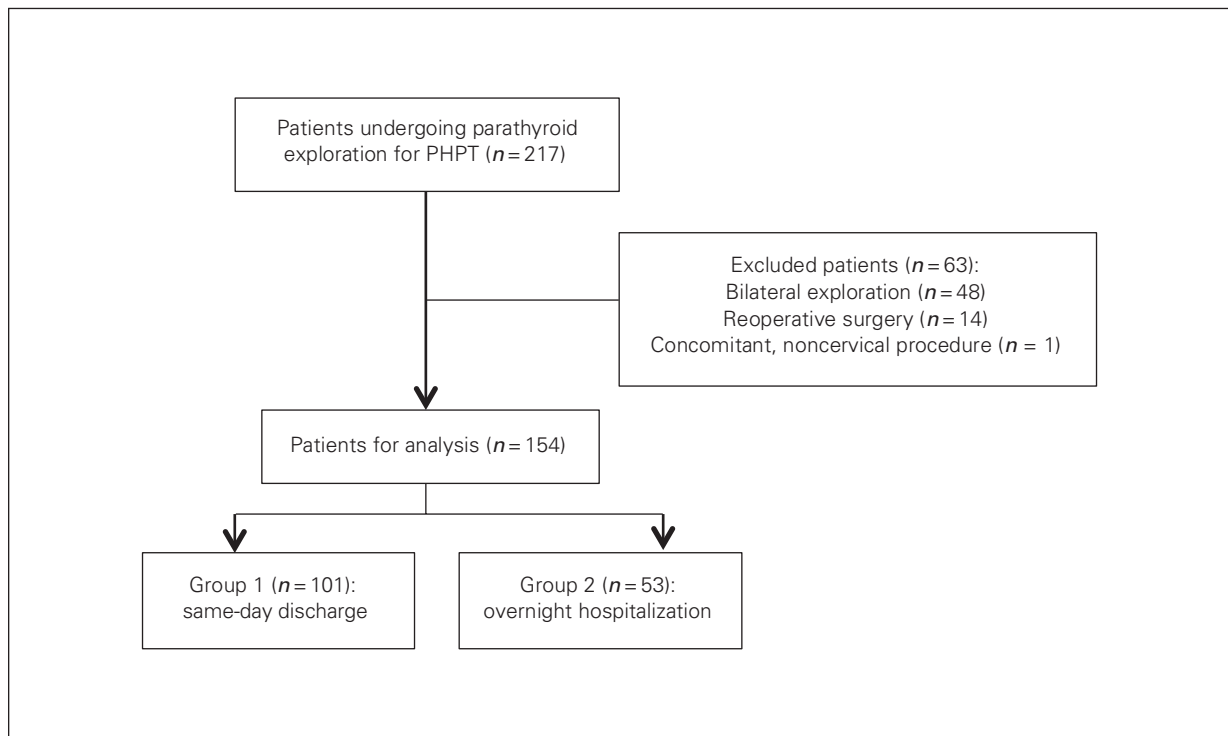 Patients undergoing parathyroid
exploration for PHPT (n = 217)
Excluded patients (n = 63):
Bilateral exploration (n = 48)
Reoperative surgery (n = 14)
Concomitant, noncervical procedure (n = 1)
Patients for analysis (n = 154)
Group 1 (n = 101):
same-day discharge
Group 2 (n = 53):
overnight hospitalization